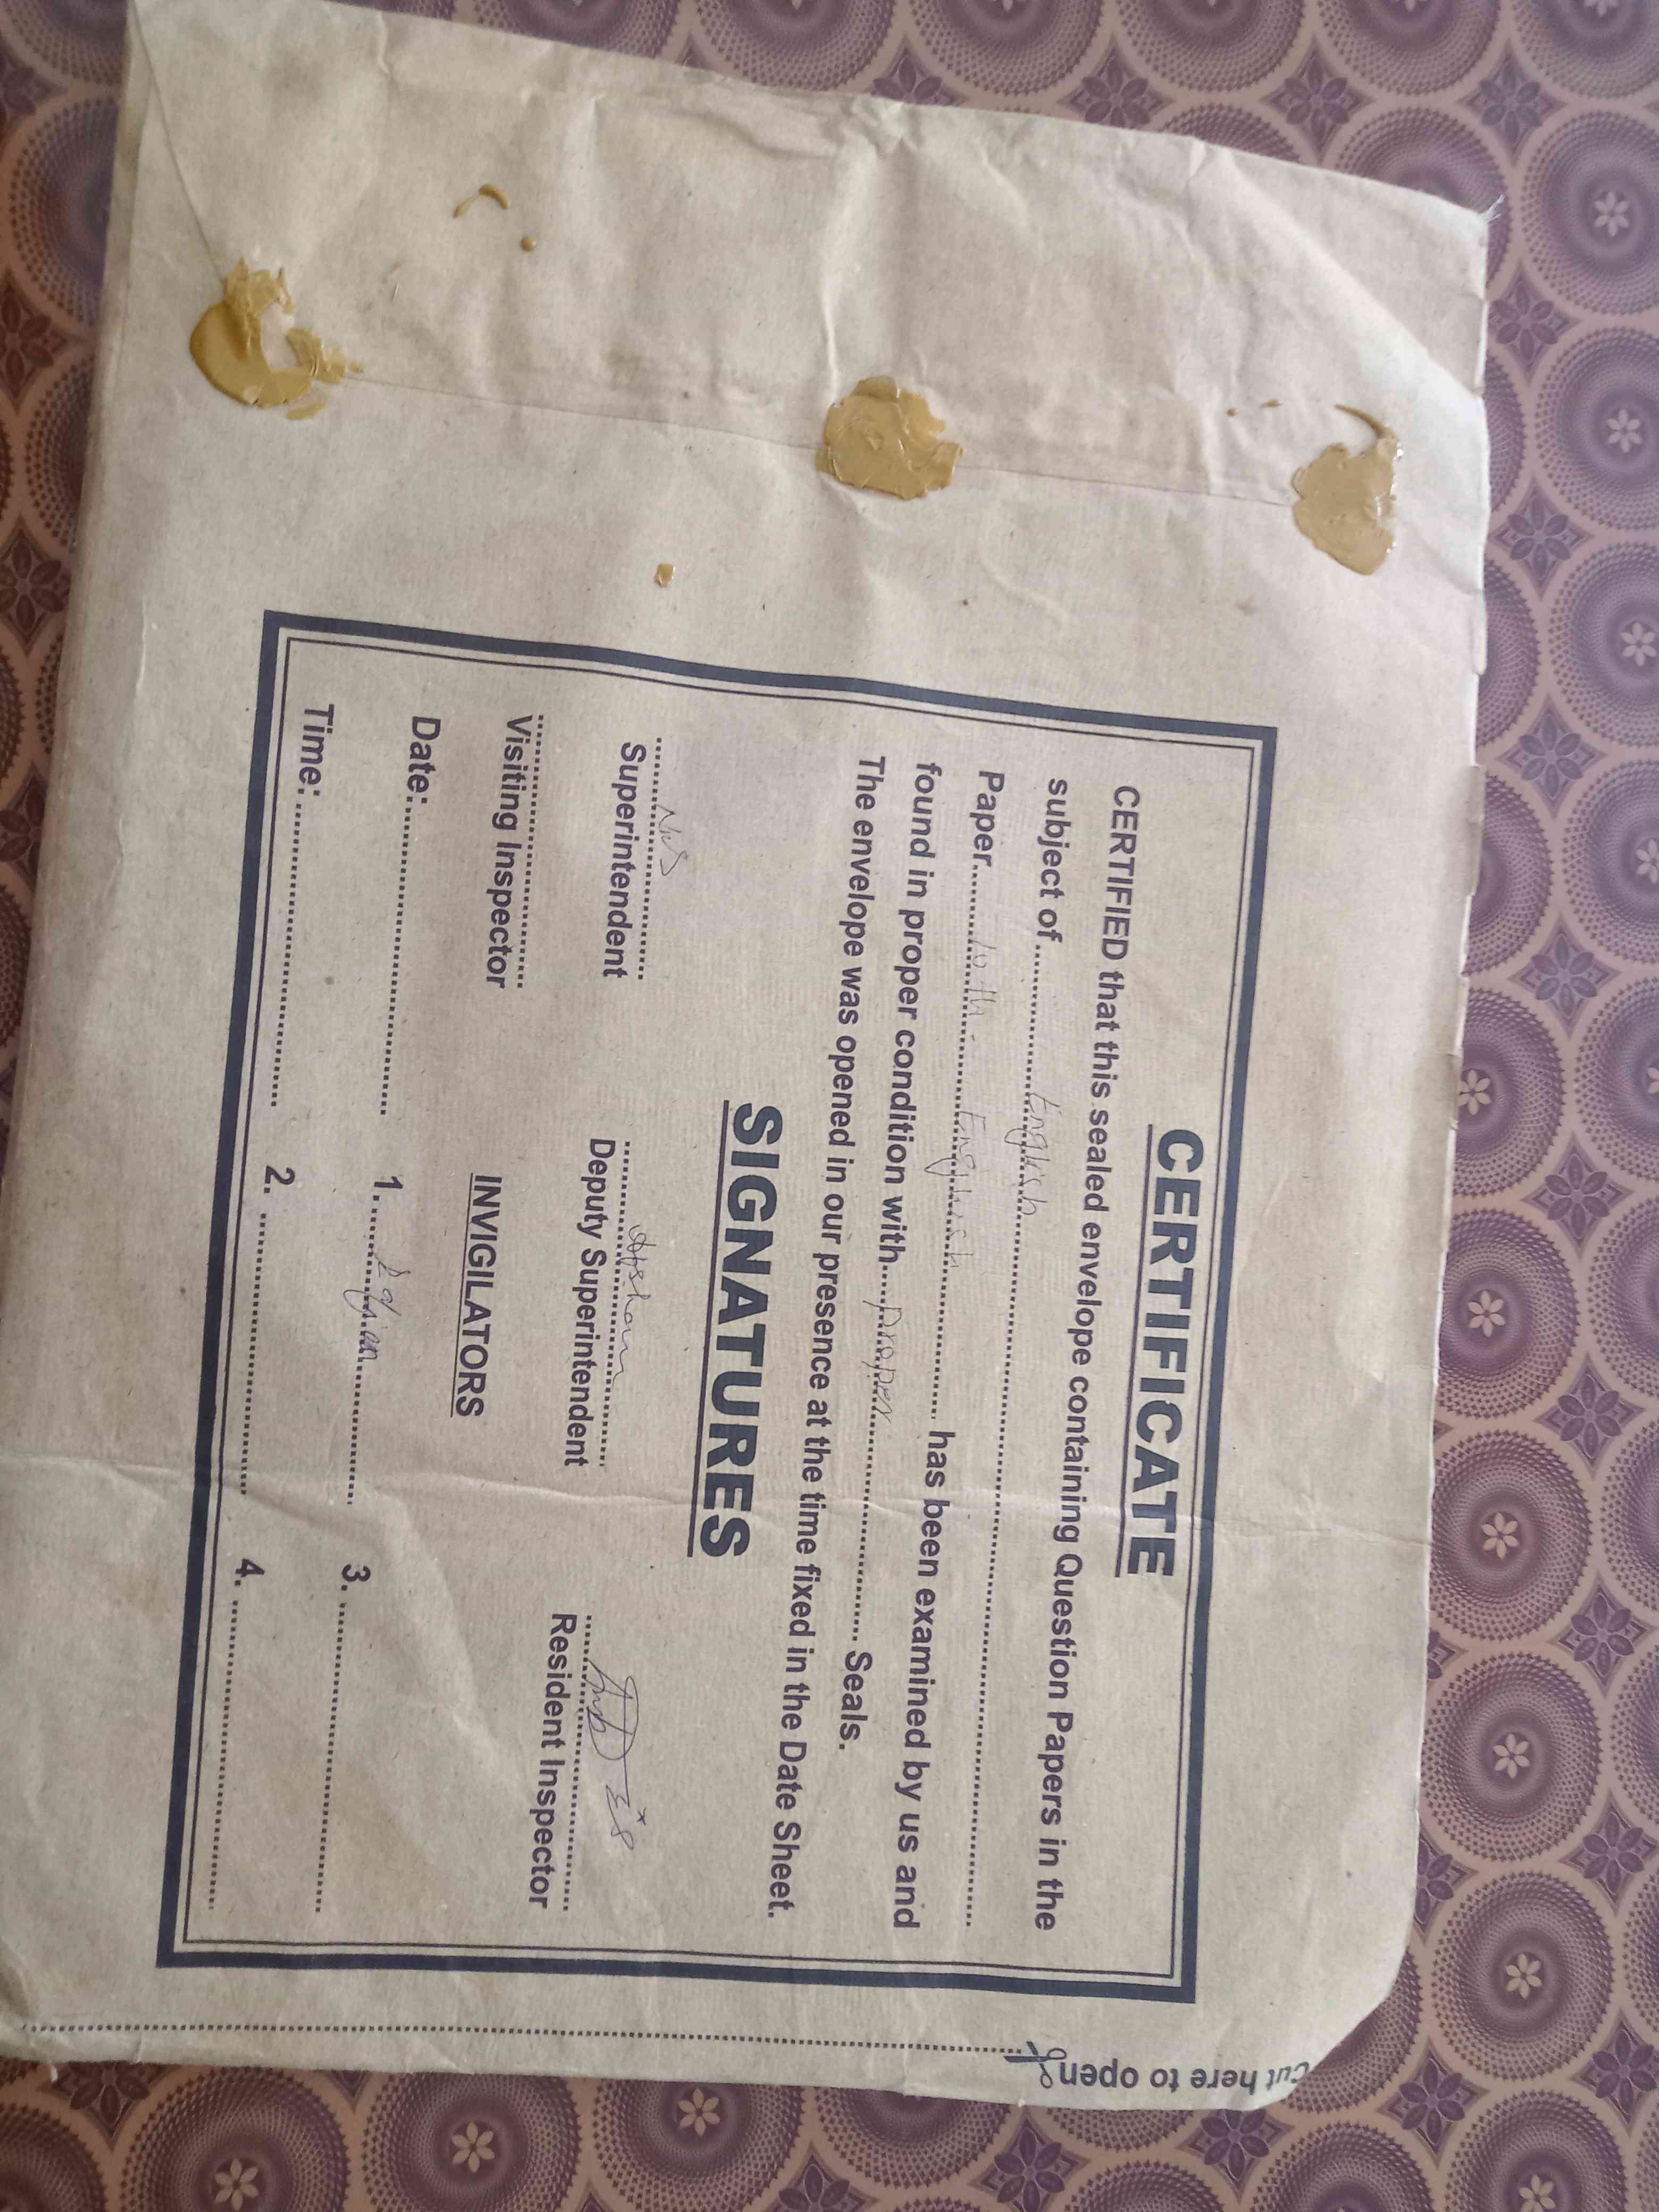 CERTIFICATE
CERTIFIED that this sealed envelope containing Question Papers in the
subject of.......... English ..........
Paper.......... 10th - English .......... has been examined by us and
found in proper condition with..... proper .......... Seals.
The envelope was opened in our presence at the time fixed in the Date Sheet.
SIGNATURES
Superintendent Deputy Superintendent Resident Inspector
Visiting Inspector INVIGILATORS
Date:.......... 1. .......... 3. ..........
Time:.......... 2. .......... 4. ..........
cut here to open